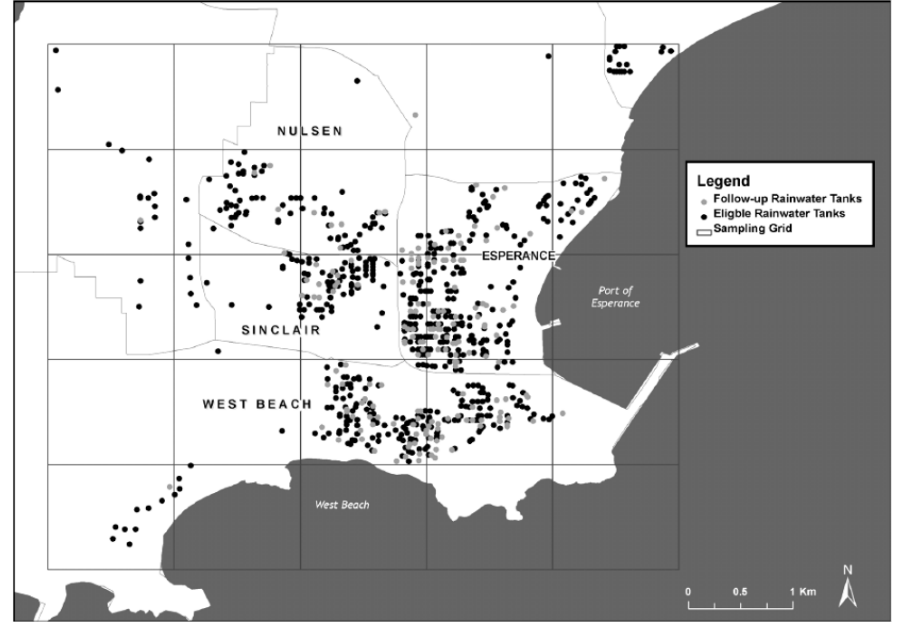 NULSEN
Legend
Follow-up Rainwater Tanks
Eligble Rainwater Tanks
Sampling Grid
ESPERANCE
Port of
Esperance
SINCLAIR
WEST BEACH
West Beach
N
0 0.5 1 Km